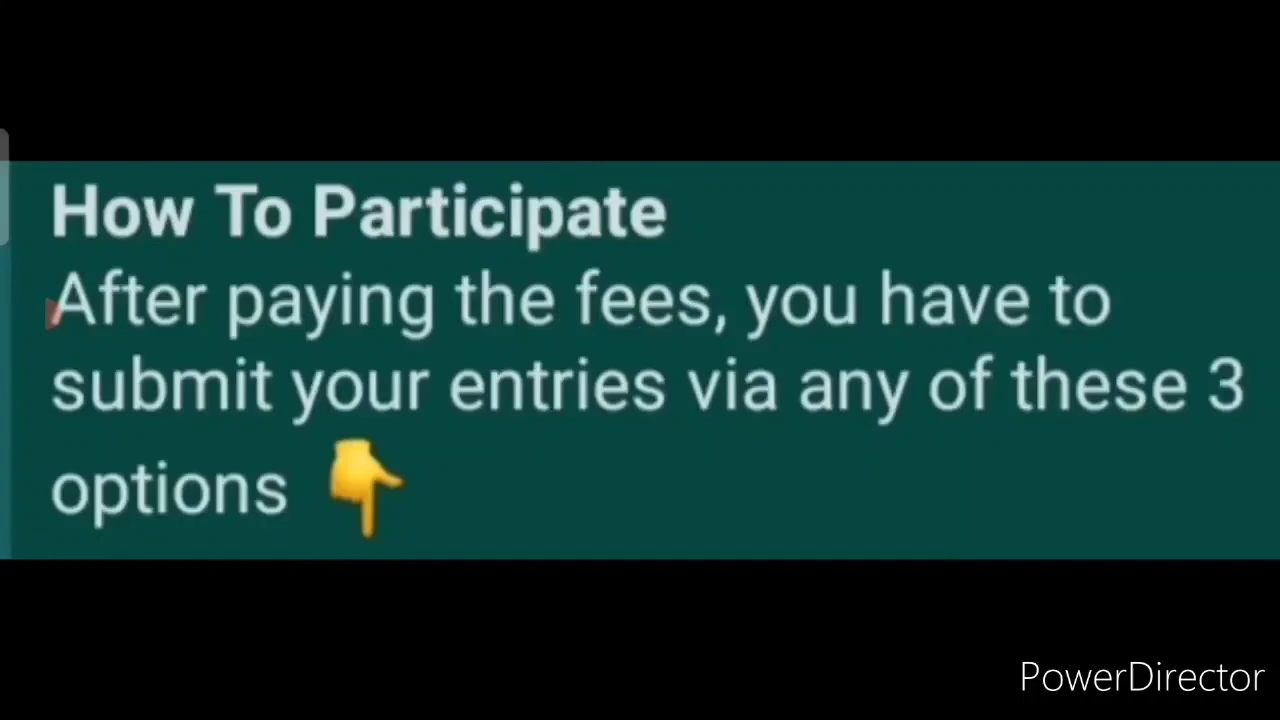 How To Participate
After paying the fees, you have to
submit your entries via any of these 3
options 👇
PowerDirector